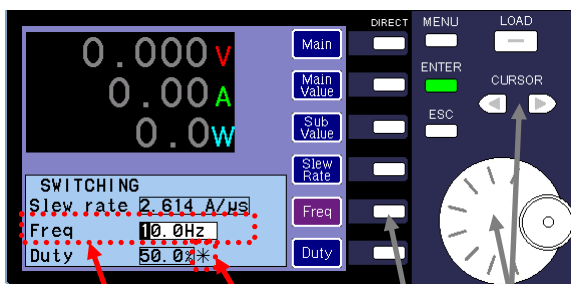 DIRECT
MENU
LOAD
0.000V
0.00A
0.0W
Main
Main
Value
Sub
Value
Slew
Rate
Freq
Duty
ENTER
ESC
CURSOR
SWITCHING
Slew rate 2.614 A/μs
Freq 10.0Hz
Duty 50.0%✳